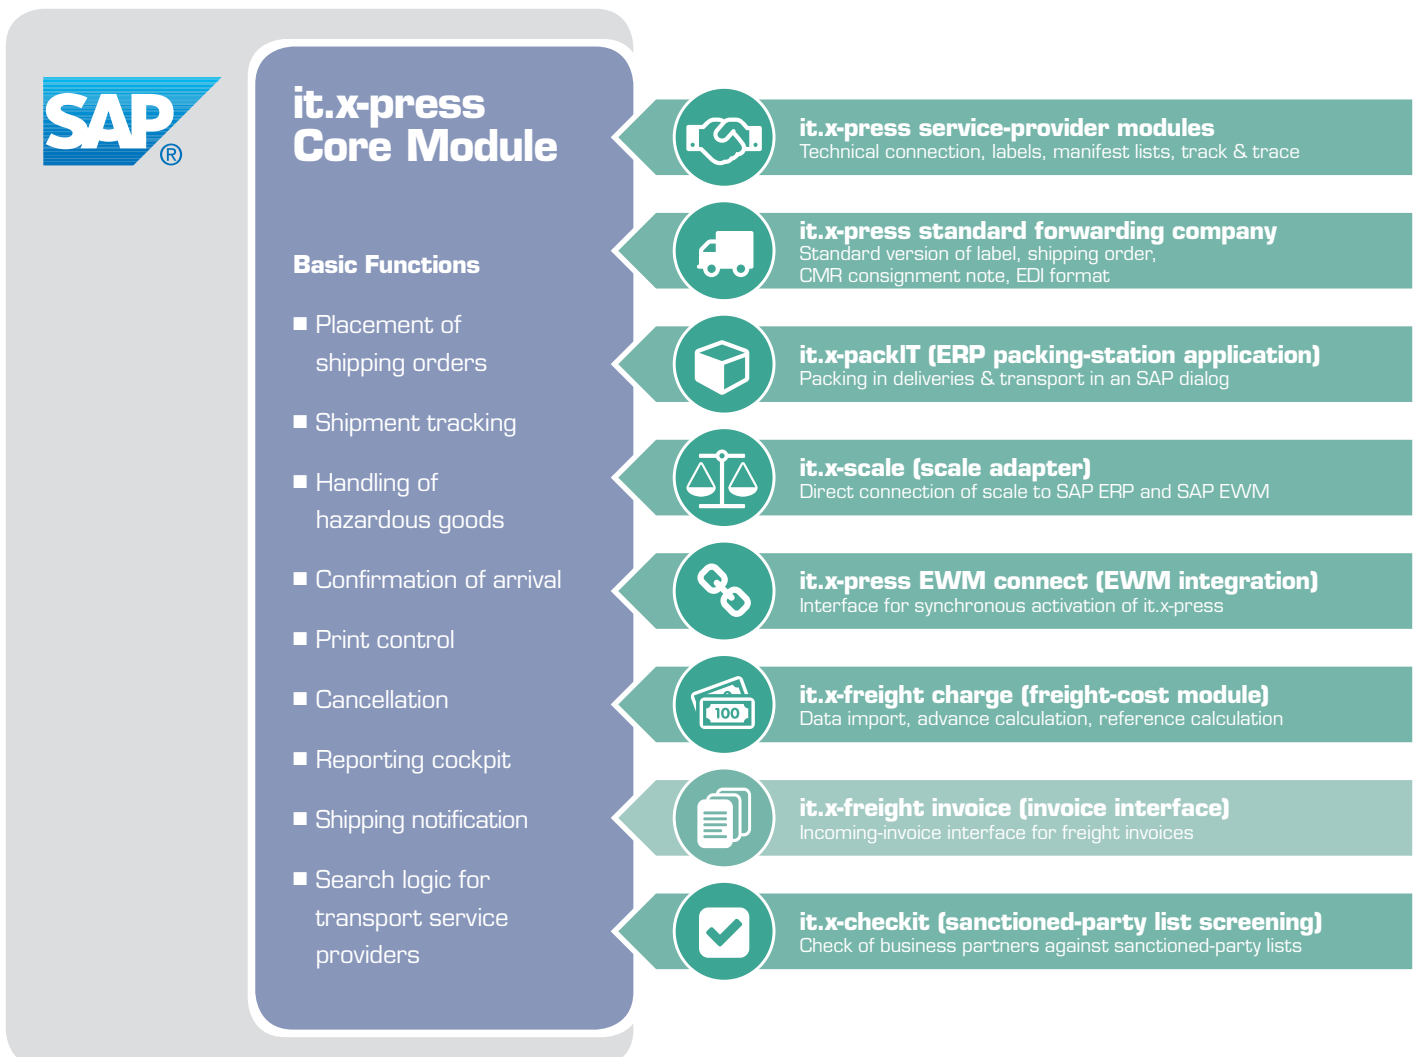 SAP
®
it.x-press
Core Module
Basic Functions
Placement of
shipping orders
Shipment tracking
Handling of
hazardous goods
Confirmation of arrival
Print control
Cancellation
Reporting cockpit
Shipping notification
Search logic for
transport service
providers
it.x-press service-provider modules
Technical connection, labels, manifest lists, track & trace
it.x-press standard forwarding company
Standard version of label, shipping order,
CMR consignment note, EDI format
it.x-packIT (ERP packing-station application)
Packing in deliveries & transport in an SAP dialog
it.x-scale (scale adapter)
Direct connection of scale to SAP ERP and SAP EWM
it.x-press EWM connect (EWM integration)
Interface for synchronous activation of it.x-press
100
it.x-freight charge (freight-cost module)
Data import, advance calculation, reference calculation
it.x-freight invoice (invoice interface)
Incoming-invoice interface for freight invoices
it.x-checkit (sanctioned-party list screening)
Check of business partners against sanctioned-party lists